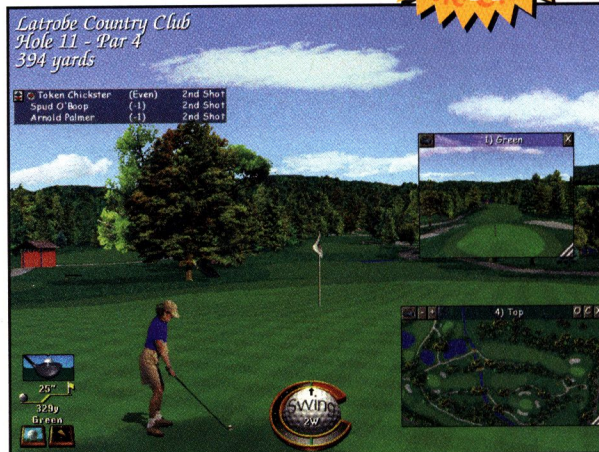 Latrobe Country Club
Hole 11 - Par 4
394 yards
Token Chickster (Even) 2nd Shot
Spud O'Boop (-1) 2nd Shot
Arnold Palmer (-1) 2nd Shot
1) Green X
4) Top O C X
- +
25"
329y
Green
Swing
2W